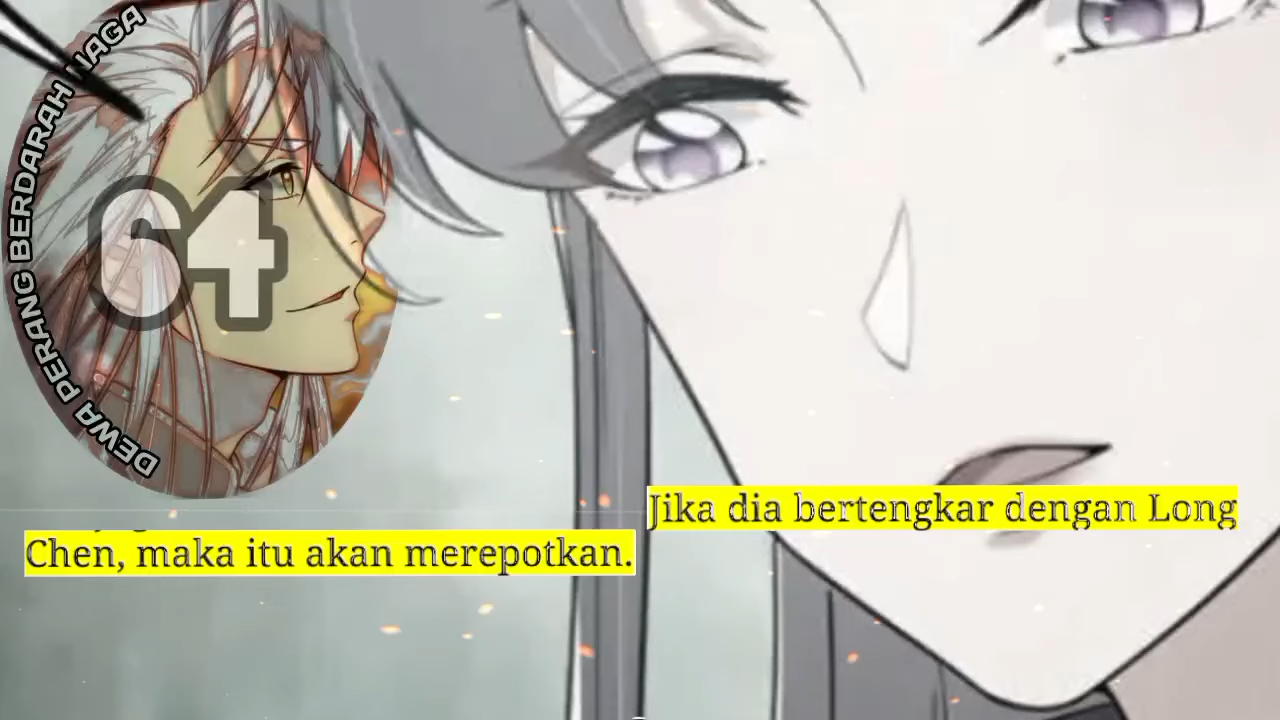 DEWA PERANG BERDARAH NAGA
64
Jika dia bertengkar dengan Long
Chen, maka itu akan merepotkan.